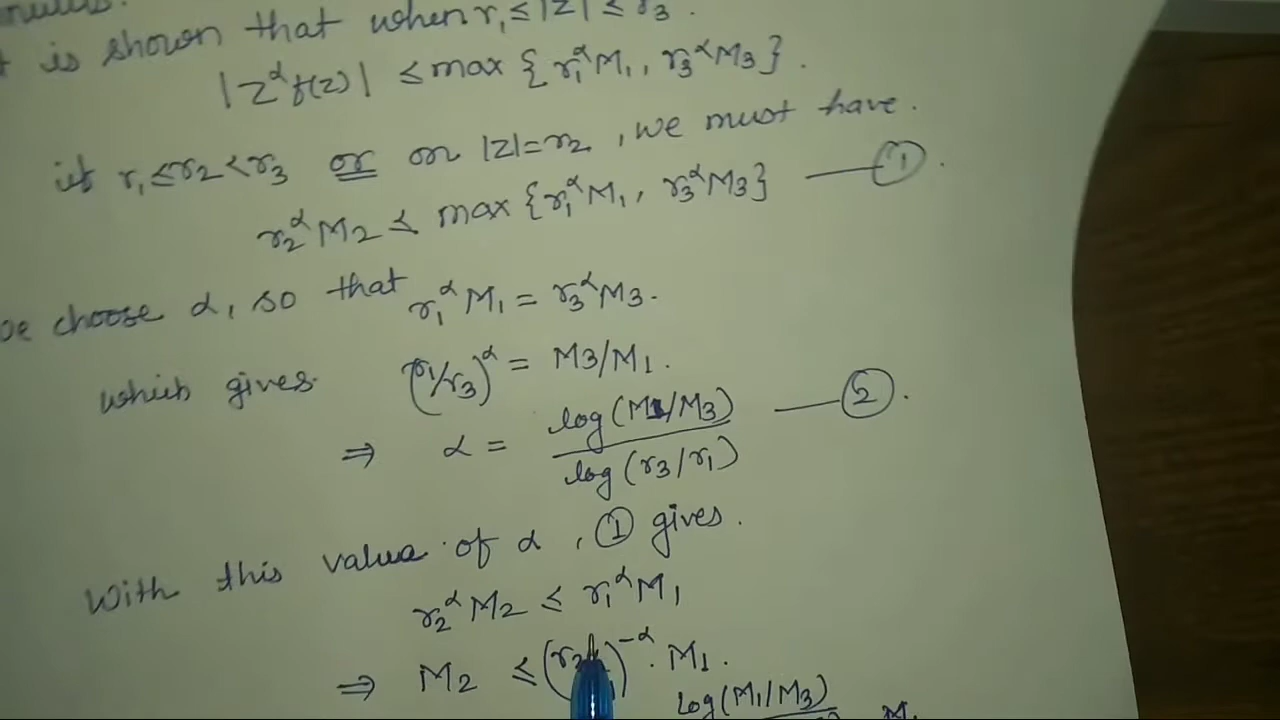 is shown that when r₁ ≤ |z| ≤ r₃.
|z^α f(z)| ≤ max {r₁^α M₁, r₃^α M₃}.
if r₁ ≤ r₂ < r₃ or on |z|=r₂, we must have.
r₂^α M₂ ≤ max {r₁^α M₁, r₃^α M₃} — ①.
we choose α, so that r₁^α M₁ = r₃^α M₃.
which gives (r₁/r₃)^α = M₃/M₁.
⇒ α = log(M₁/M₃) / log(r₃/r₁) — ②.
With this value of α, ① gives.
r₂^α M₂ ≤ r₁^α M₁
⇒ M₂ ≤ (r₂ )^-α . M₁.
log(M₁/M₃)